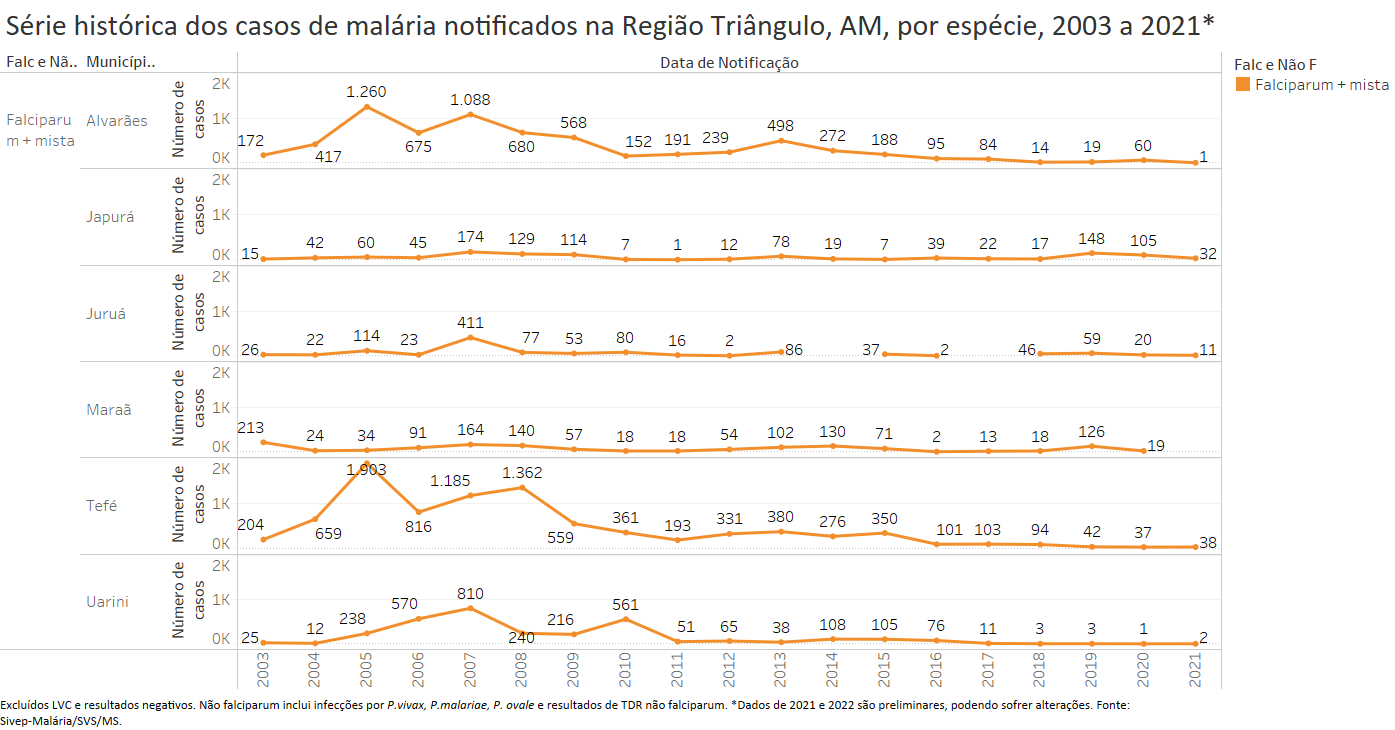 Série histórica dos casos de malária notificados na Região Triângulo, AM, por espécie, 2003 a 2021*
Falc e Nã.. Municípi.. Data de Notificação
Falc e Não F
Falciparum + mista
Falciparu
m + mista
Alvarães
Número de
casos
2K
1K
0K
172 417 1.260 675 1.088 680 568 152 191 239 498 272 188 95 84 14 19 60 1
Japurá
Número de
casos
2K
1K
0K
15 42 60 45 174 129 114 7 1 12 78 19 7 39 22 17 148 105 32
Juruá
Número de
casos
2K
1K
0K
26 22 114 23 411 77 53 80 16 2 86 37 2 46 59 20 11
Maraã
Número de
casos
2K
1K
0K
213 24 34 91 164 140 57 18 18 54 102 130 71 2 13 18 126 19
Tefé
Número de
casos
2K
1K
0K
204 659 1.903 816 1.185 1.362 559 361 193 331 380 276 350 101 103 94 42 37 38
Uarini
Número de
casos
2K
1K
0K
25 12 238 570 810 240 216 561 51 65 38 108 105 76 11 3 3 1 2
2003 2004 2005 2006 2007 2008 2009 2010 2011 2012 2013 2014 2015 2016 2017 2018 2019 2020 2021
Excluídos LVC e resultados negativos. Não falciparum inclui infecções por P.vivax, P.malariae, P. ovale e resultados de TDR não falciparum. *Dados de 2021 e 2022 são preliminares, podendo sofrer alterações. Fonte:
Sivep-Malária/SVS/MS.